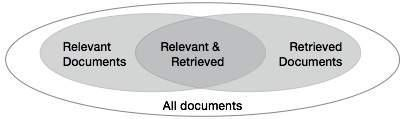 Relevant
Documents
Relevant &
Retrieved
Retrieved
Documents
All documents